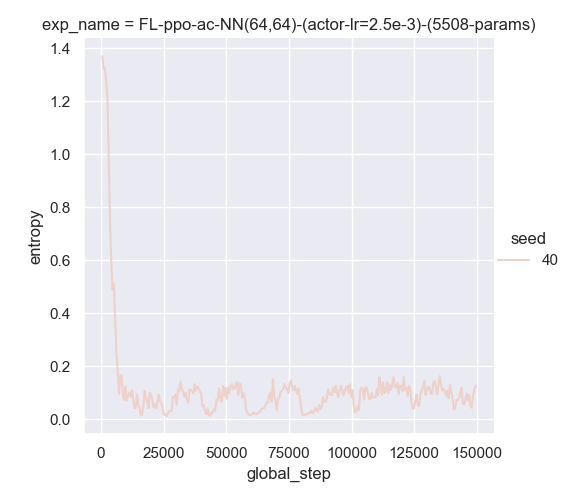 exp_name = FL-ppo-ac-NN(64,64)-(actor-lr=2.5e-3)-(5508-params)
1.4
1.2
1.0
0.8
0.6
0.4
0.2
0.0
entropy
0 25000 50000 75000 100000 125000 150000
global_step
seed
40